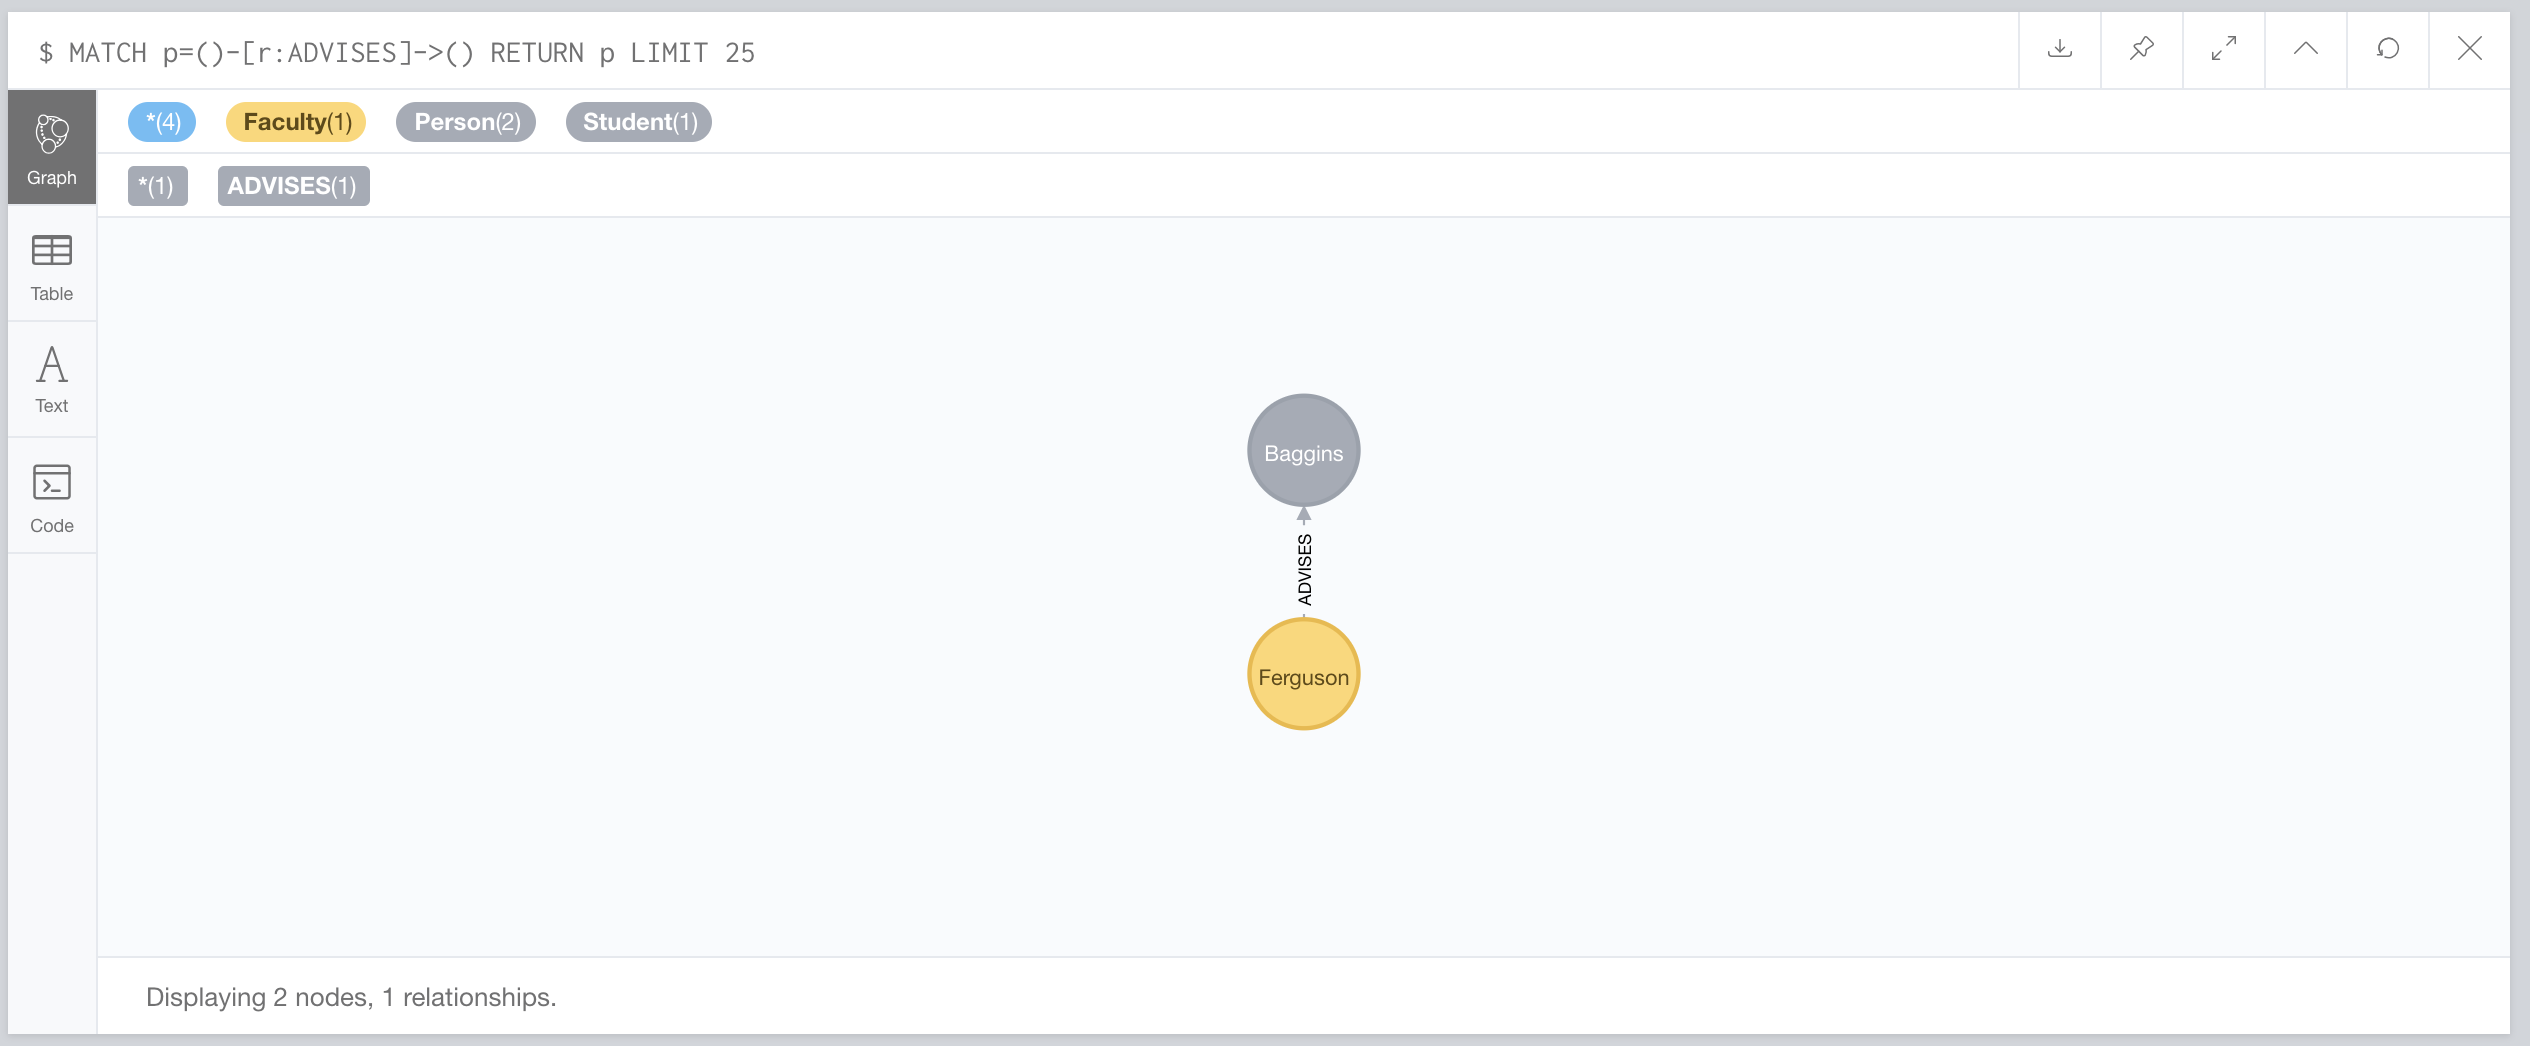 $ MATCH p=()-[r:ADVISES]->() RETURN p LIMIT 25
*(4) Faculty(1) Person(2) Student(1)
*(1) ADVISES(1)
Graph
Table
Text
Code
Baggins
ADVISES
Ferguson
Displaying 2 nodes, 1 relationships.